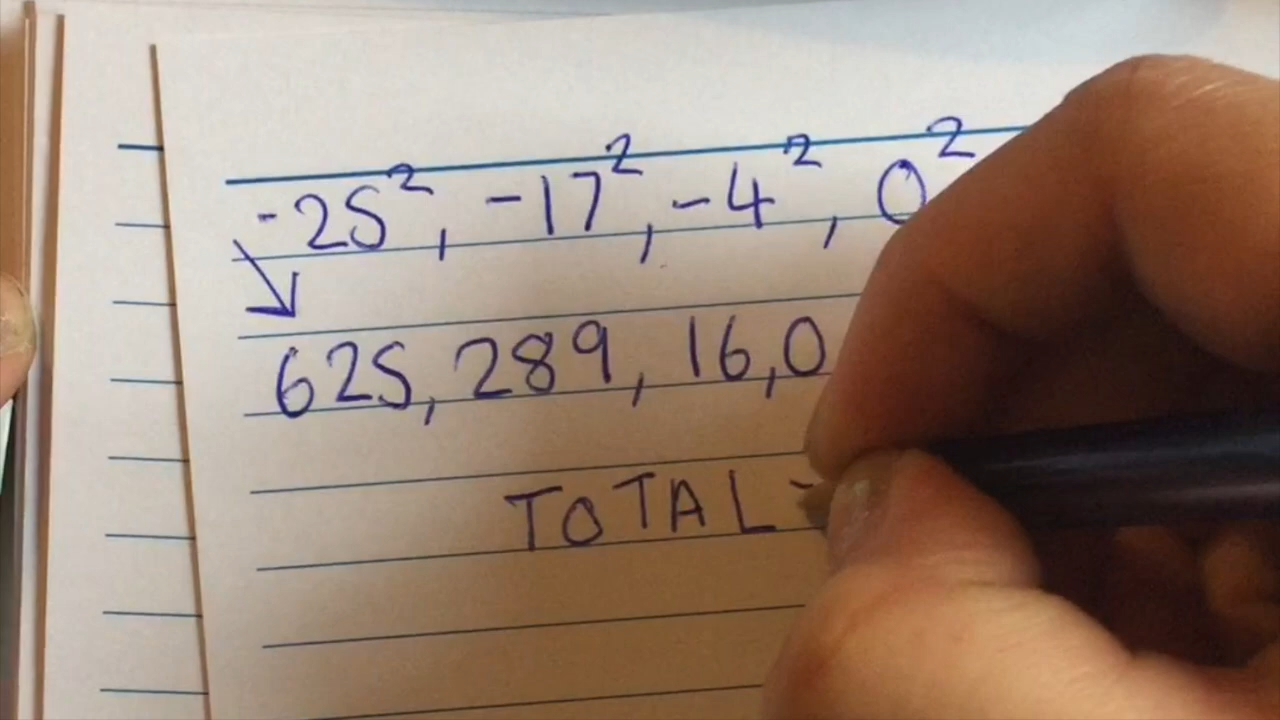 -25², -17², -4², 0²
625, 289, 16, 0
TOTAL